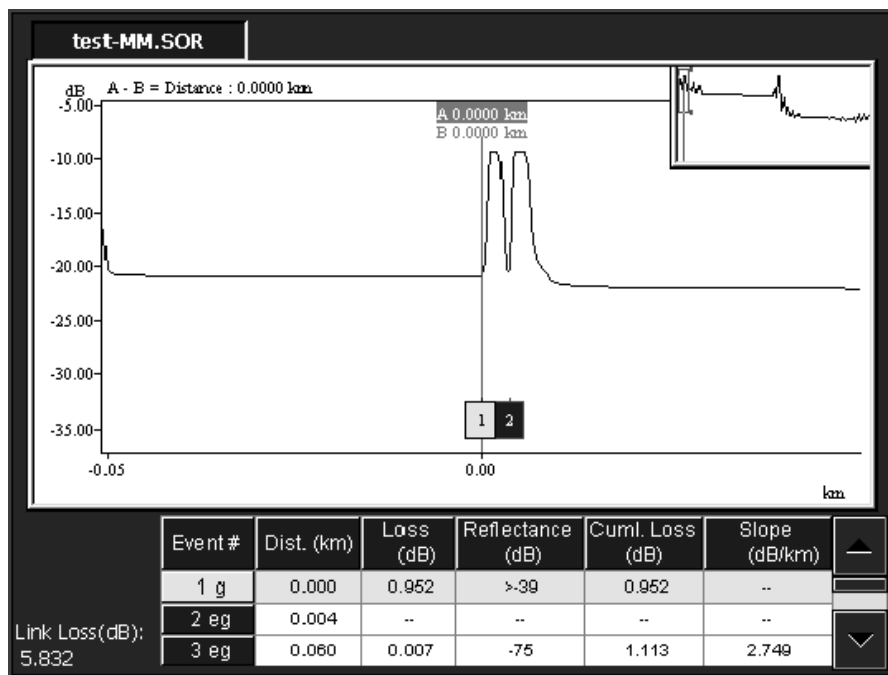 test-MM.SOR
dB A - B = Distance : 0.0000 km
A 0.0000 km
B 0.0000 km
-5.00
-10.00
-15.00
-20.00
-25.00
-30.00
-35.00
1 2
-0.05 0.00
km
Event # Dist. (km) Loss (dB) Reflectance (dB) Cuml. Loss (dB) Slope (dB/km)
1 g 0.000 0.952 >-39 0.952 --
2 eg 0.004 -- -- -- --
3 eg 0.060 0.007 -75 1.113 2.749
Link Loss(dB):
5.832